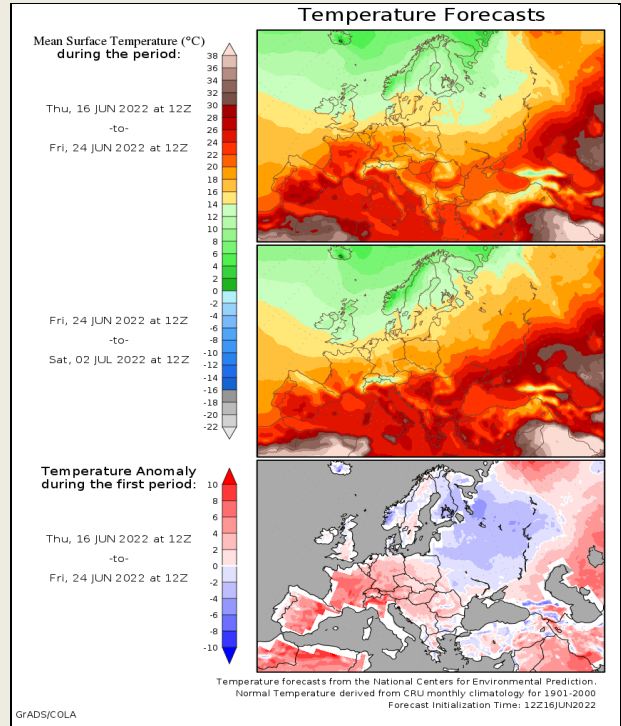 Temperature Forecasts
Mean Surface Temperature (°C)
during the period:
Thu, 16 JUN 2022 at 12Z
-to-
Fri, 24 JUN 2022 at 12Z
38
36
34
32
30
28
26
24
22
20
18
16
14
12
10
8
6
4
2
0
-2
-4
-6
-8
-10
-12
-14
-16
-18
-20
-22
Fri, 24 JUN 2022 at 12Z
-to-
Sat, 02 JUL 2022 at 12Z
Temperature Anomaly
during the first period:
Thu, 16 JUN 2022 at 12Z
-to-
Fri, 24 JUN 2022 at 12Z
10
8
6
4
2
0
-2
-4
-6
-8
-10
Temperature forecasts from the National Centers for Environmental Prediction.
Normal Temperature derived from CRU monthly climatology for 1901-2000
Forecast Initialization Time: 12Z16JUN2022
GrADS/COLA